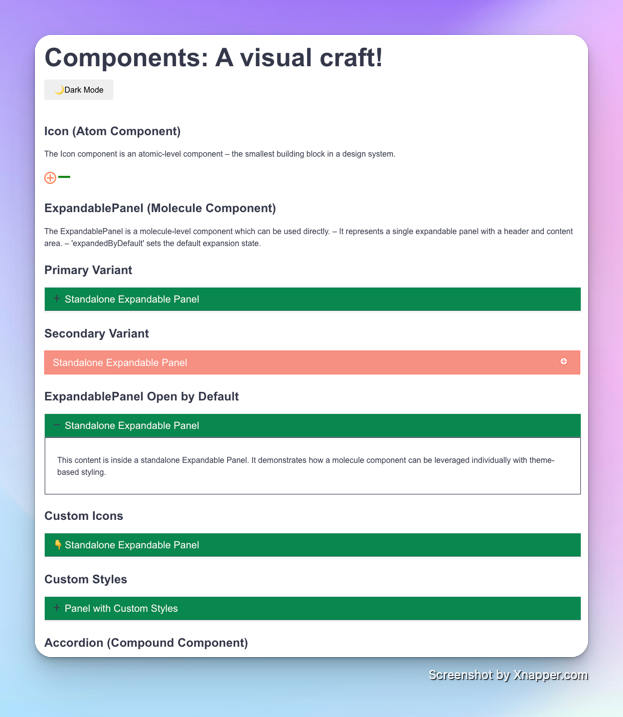 Components: A visual craft!
🌙Dark Mode
Icon (Atom Component)
The Icon component is an atomic-level component – the smallest building block in a design system.
ExpandablePanel (Molecule Component)
The ExpandablePanel is a molecule-level component which can be used directly. – It represents a single expandable panel with a header and content
area. – 'expandedByDefault' sets the default expansion state.
Primary Variant
+ Standalone Expandable Panel
Secondary Variant
Standalone Expandable Panel
ExpandablePanel Open by Default
− Standalone Expandable Panel
This content is inside a standalone Expandable Panel. It demonstrates how a molecule component can be leveraged individually with theme-
based styling.
Custom Icons
👇 Standalone Expandable Panel
Custom Styles
+ Panel with Custom Styles
Accordion (Compound Component)
Screenshot by Xnapper.com